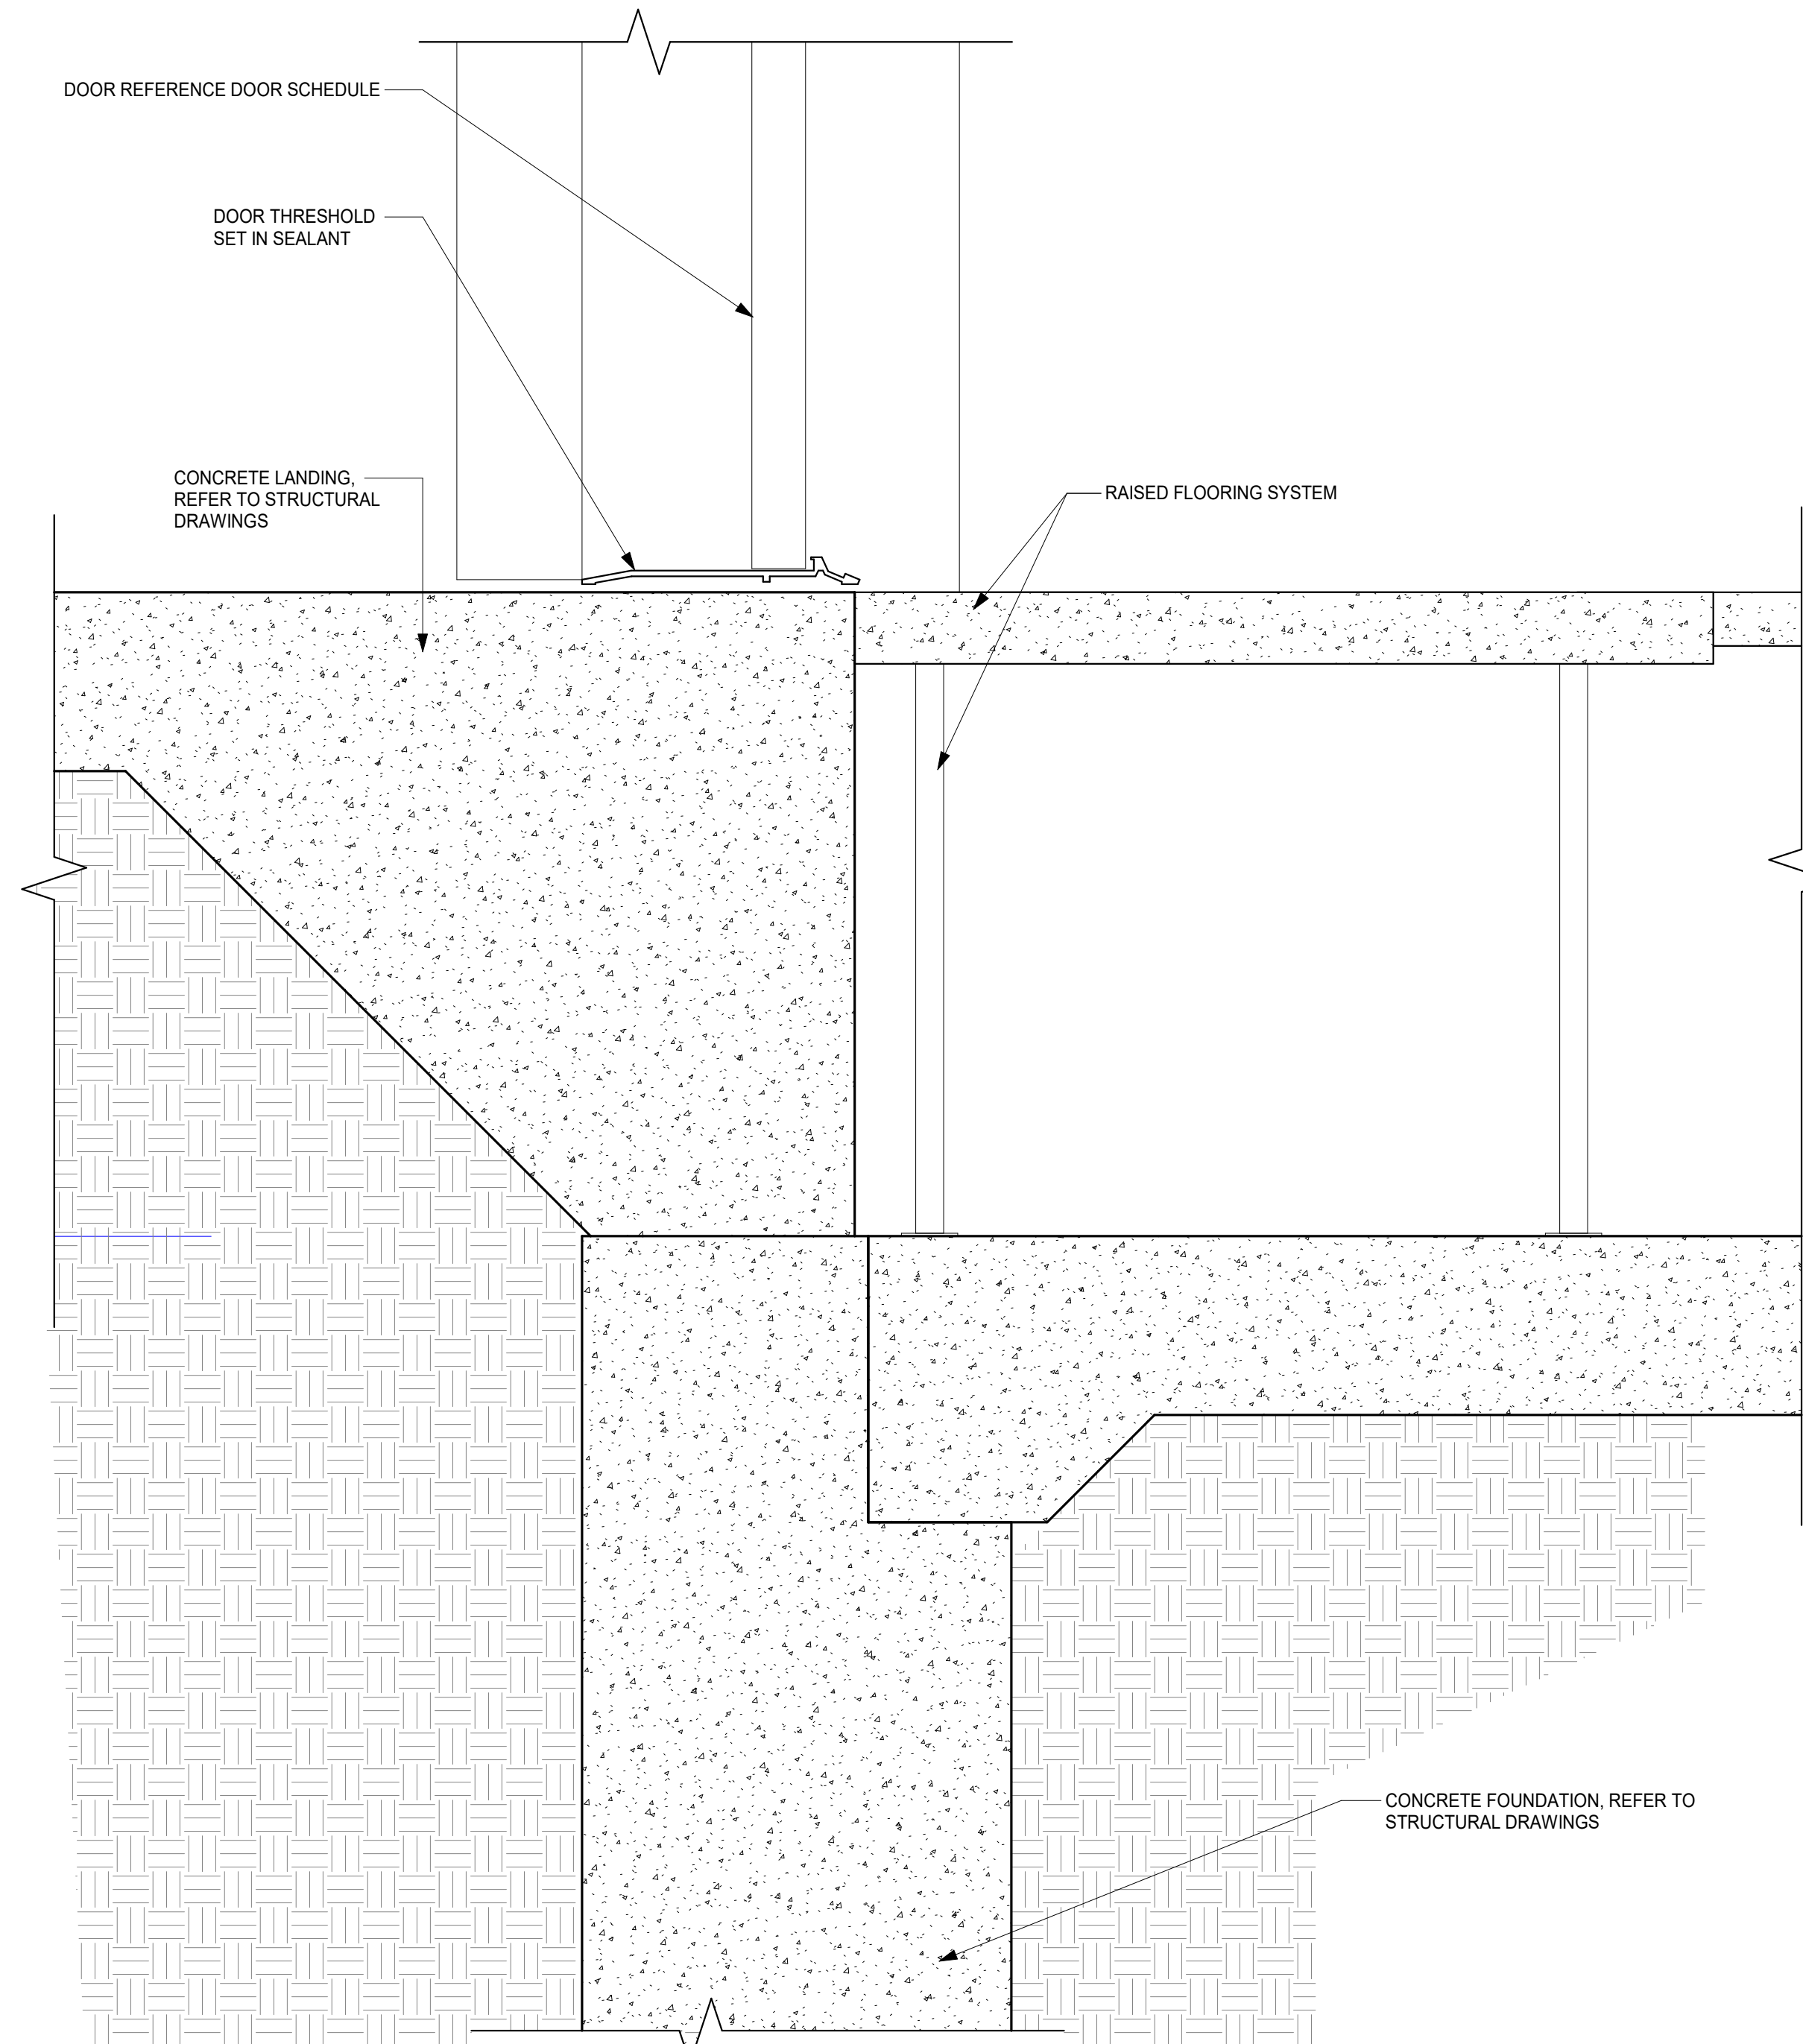 DOOR REFERENCE DOOR SCHEDULE
DOOR THRESHOLD
SET IN SEALANT
CONCRETE LANDING,
REFER TO STRUCTURAL
DRAWINGS
RAISED FLOORING SYSTEM
CONCRETE FOUNDATION, REFER TO
STRUCTURAL DRAWINGS